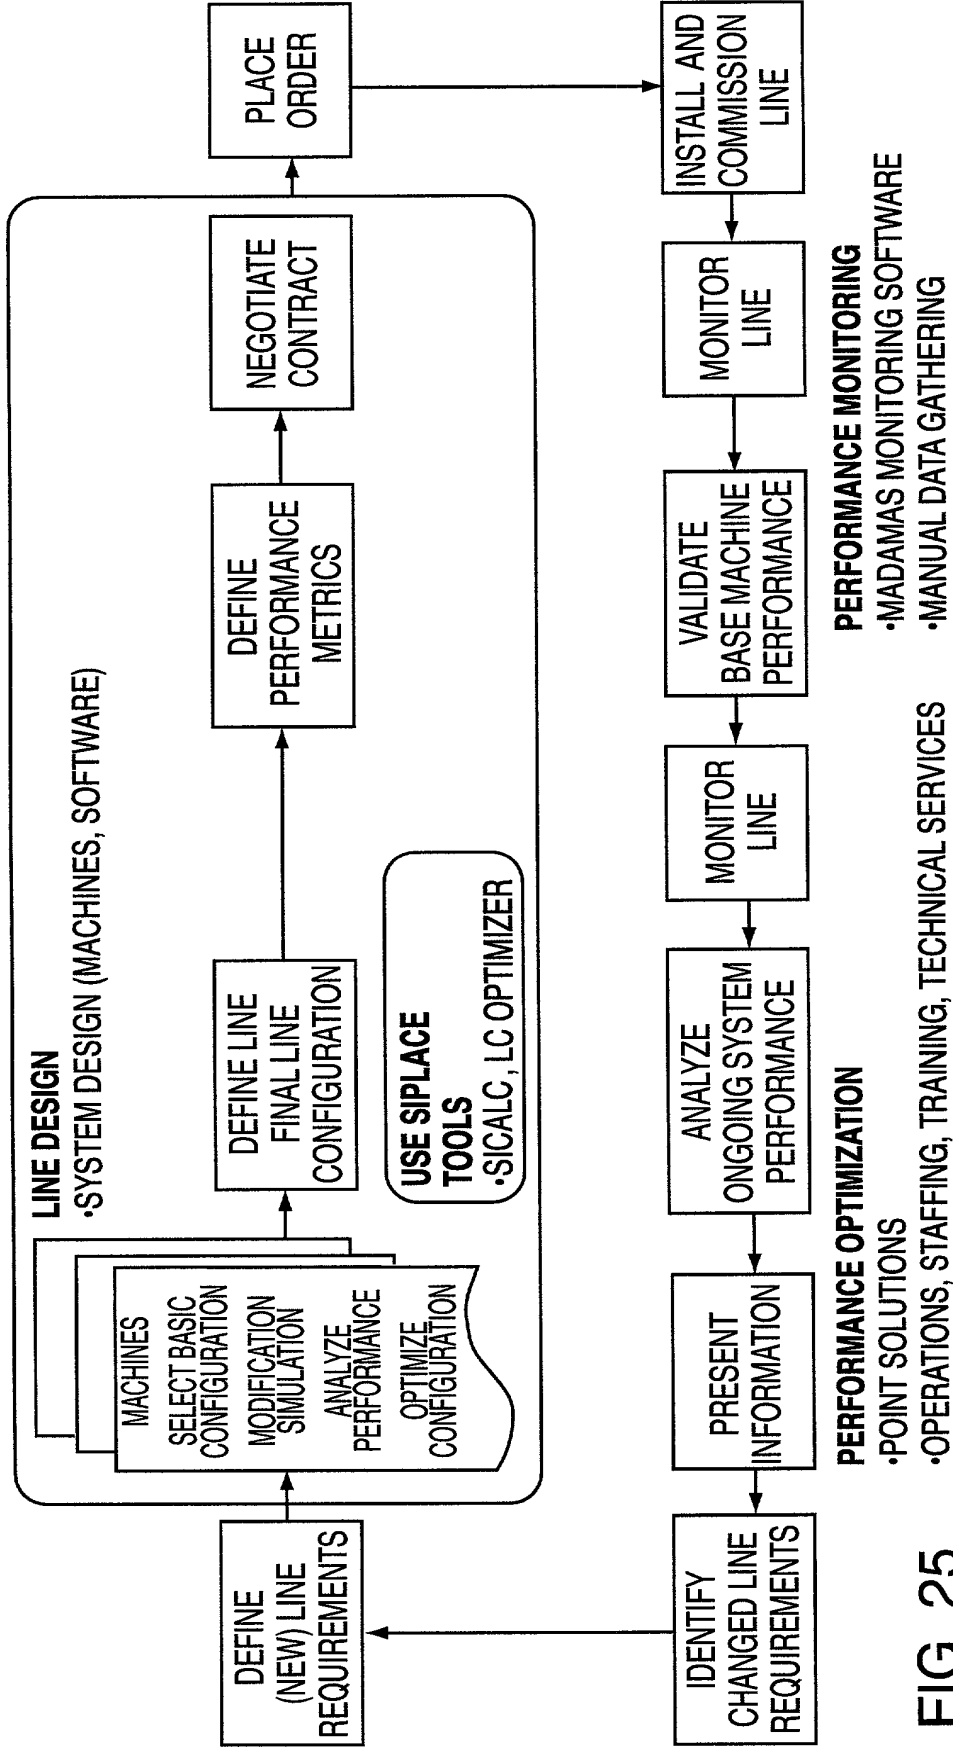 LINE DESIGN
•SYSTEM DESIGN (MACHINES, SOFTWARE)
DEFINE
(NEW) LINE
REQUIREMENTS
MACHINES
SELECT BASIC
CONFIGURATION
MODIFICATION
SIMULATION
ANALYZE
PERFORMANCE
OPTIMIZE
CONFIGURATION
DEFINE LINE
FINAL LINE
CONFIGURATION
DEFINE
PERFORMANCE
METRICS
NEGOTIATE
CONTRACT
PLACE
ORDER
USE SIPLACE
TOOLS
•SICALC , LC OPTIMIZER
IDENTIFY
CHANGED LINE
REQUIREMENTS
PRESENT
INFORMATION
ANALYZE
ONGOING SYSTEM
PERFORMANCE
MONITOR
LINE
VALIDATE
BASE MACHINE
PERFORMANCE
MONITOR
LINE
INSTALL AND
COMMISSION
LINE
PERFORMANCE OPTIMIZATION
•POINT SOLUTIONS
•OPERATIONS, STAFFING, TRAINING, TECHNICAL SERVICES
PERFORMANCE MONITORING
•MADAMAS MONITORING SOFTWARE
•MANUAL DATA GATHERING
FIG. 25